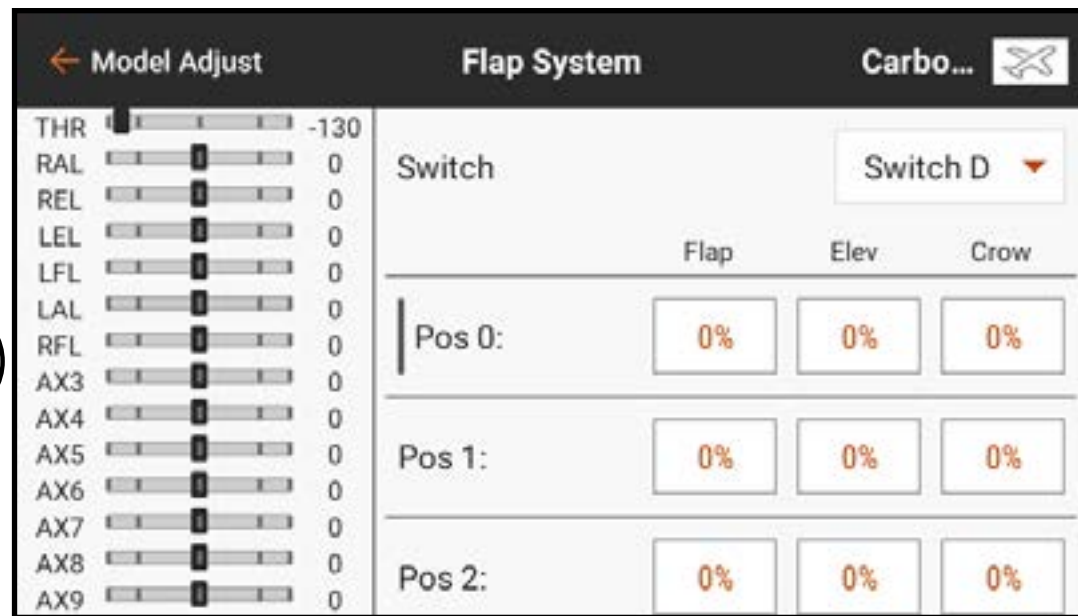 Model Adjust Flap System Carbo...
THR -130
RAL 0
REL 0
LEL 0
LFL 0
LAL 0
RFL 0
AX3 0
AX4 0
AX5 0
AX6 0
AX7 0
AX8 0
AX9 0
Switch Switch D
Flap Elev Crow
Pos 0: 0% 0% 0%
Pos 1: 0% 0% 0%
Pos 2: 0% 0% 0%